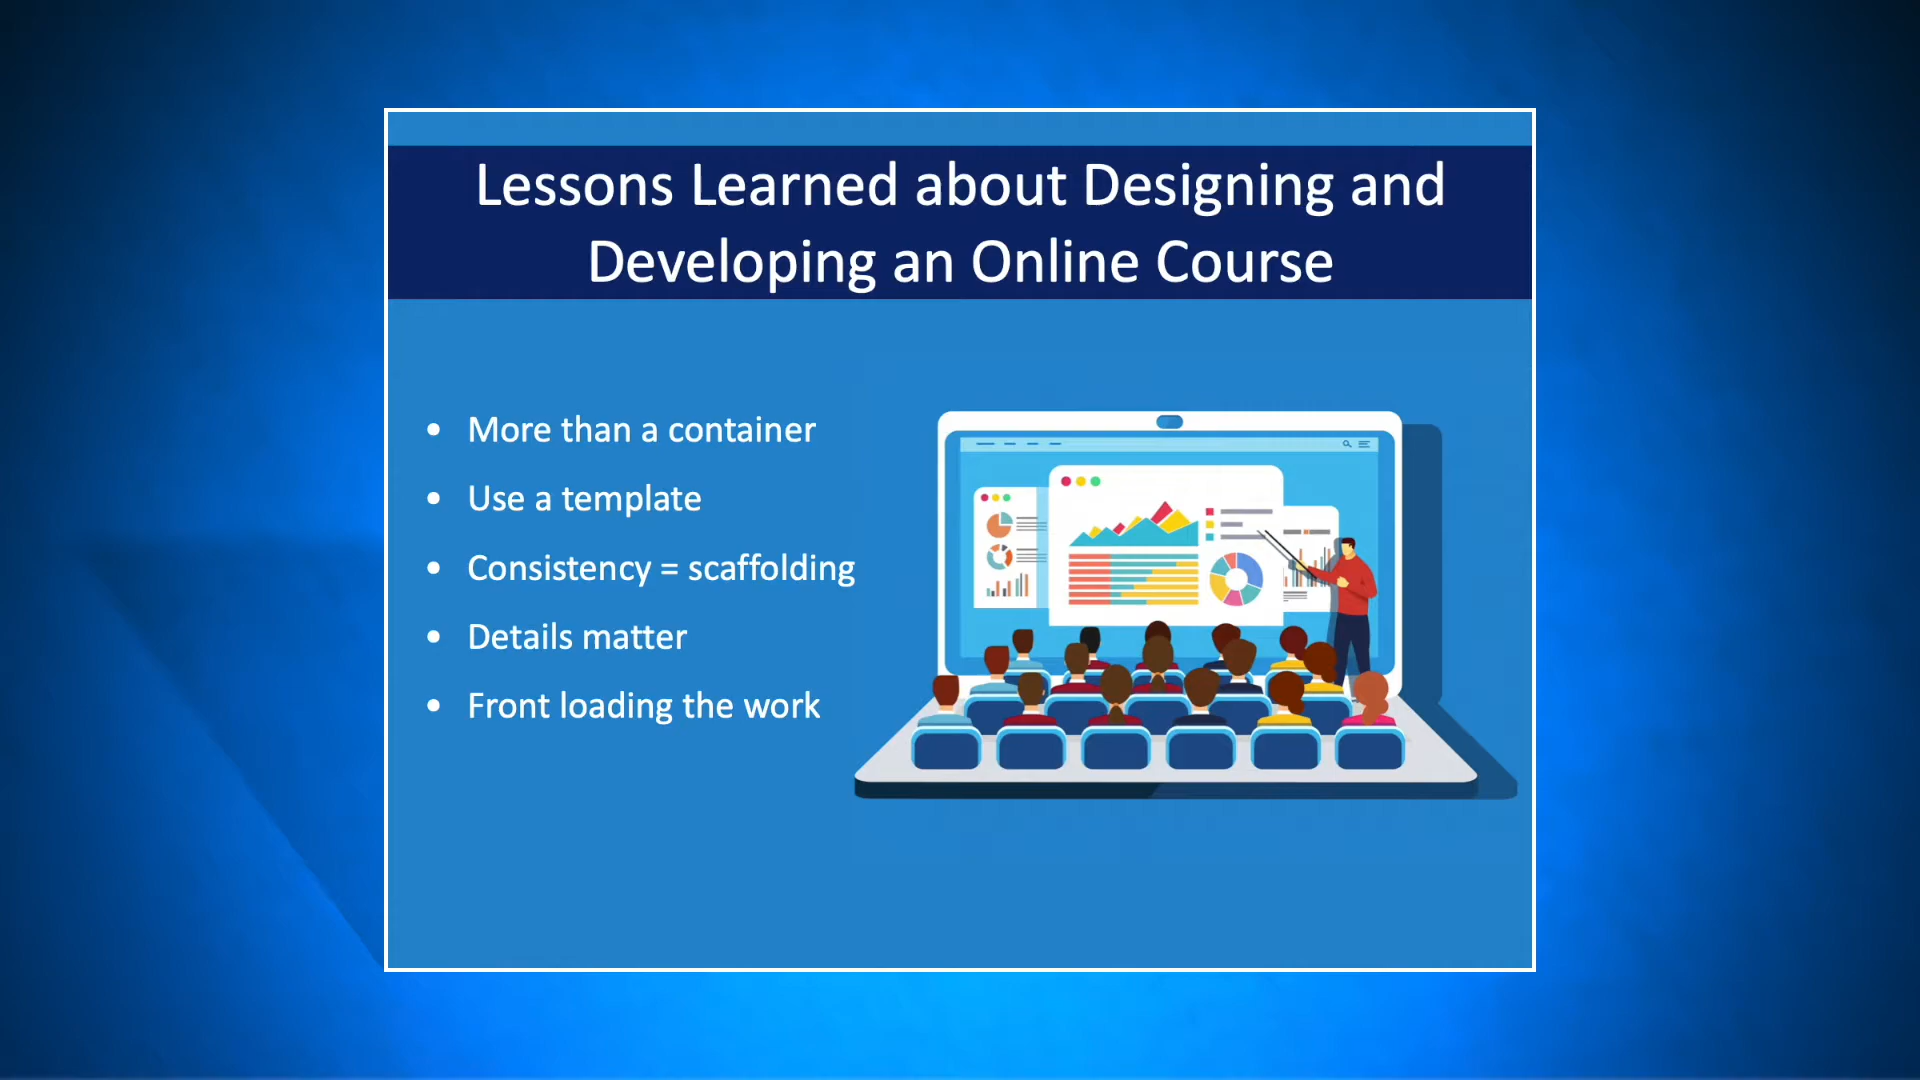 Lessons Learned about Designing and
Developing an Online Course
• More than a container
• Use a template
• Consistency = scaffolding
• Details matter
• Front loading the work